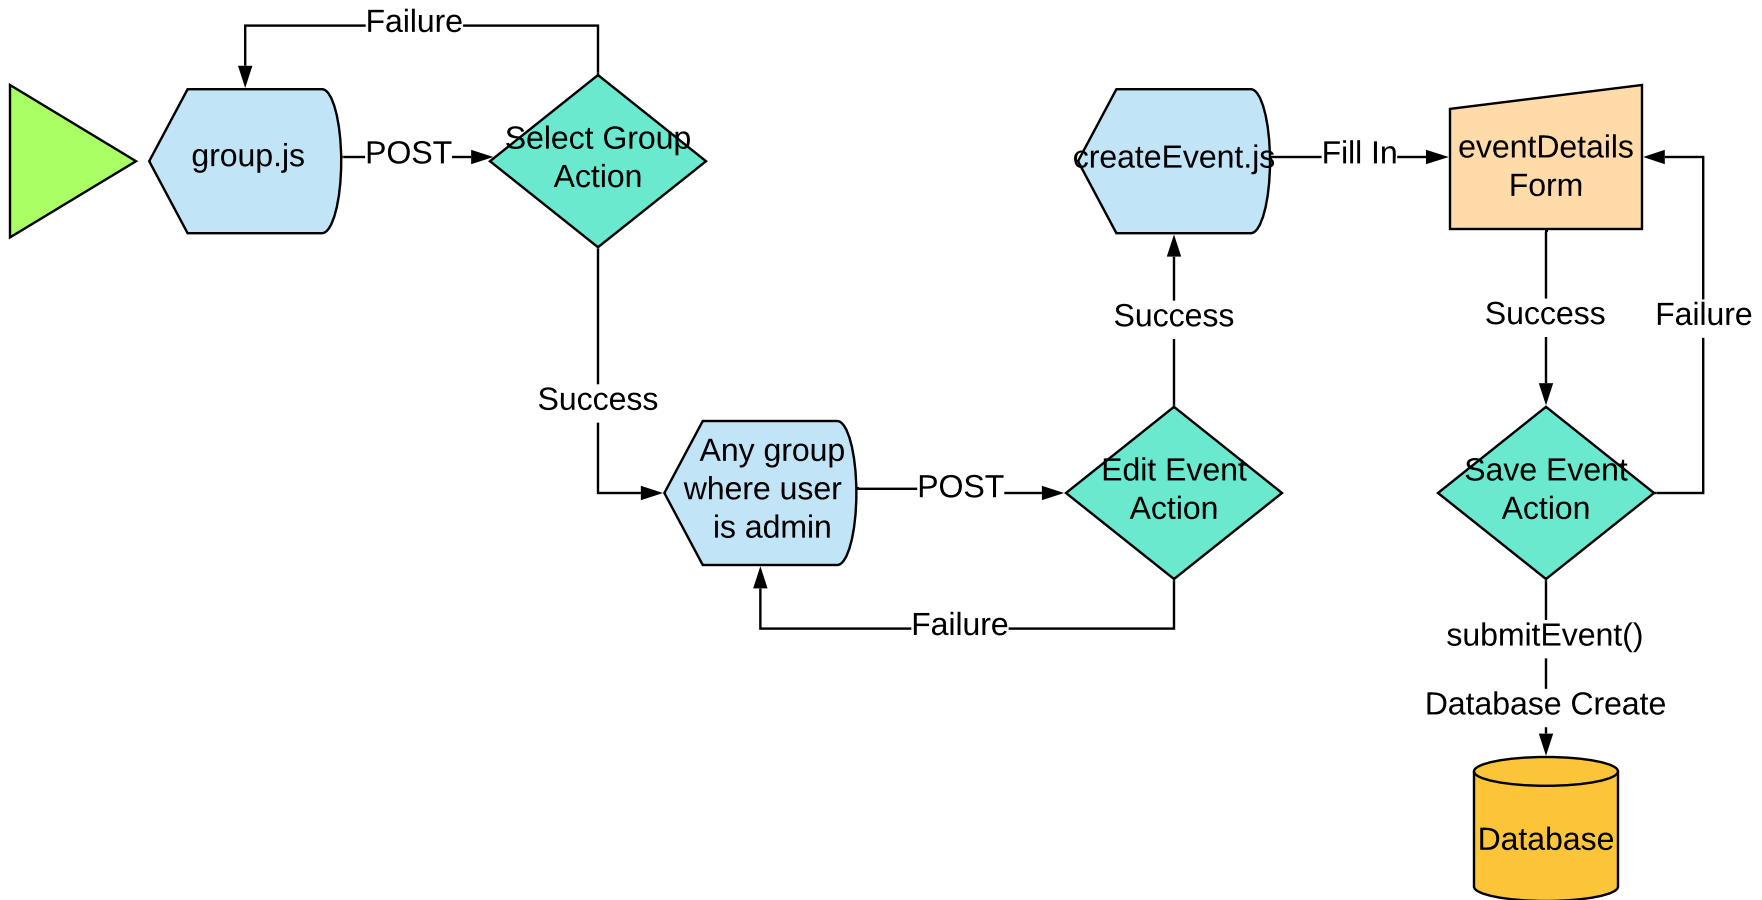 Failure
group.js
POST
Select Group
Action
createEvent.js
Fill In
eventDetails
Form
Success
Success
Failure
Success
Any group
where user
is admin
POST
Edit Event
Action
Save Event
Action
Failure
submitEvent()
Database Create
Database